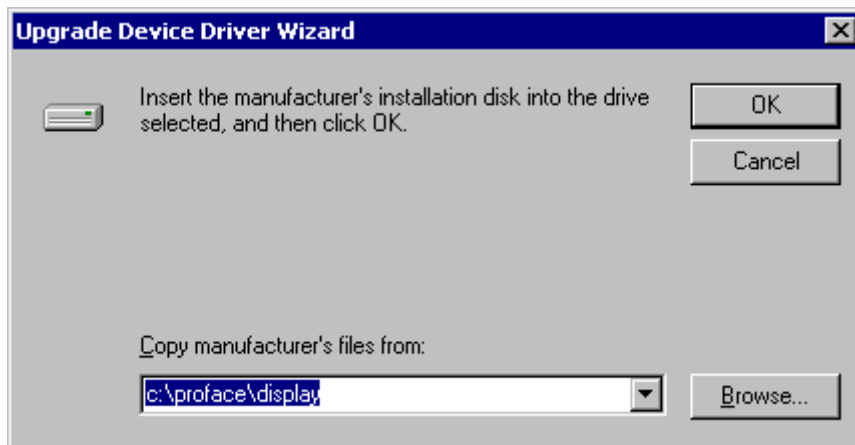 Upgrade Device Driver Wizard
Insert the manufacturer's installation disk into the drive
selected, and then click OK.
OK
Cancel
Copy manufacturer's files from:
c:\proface\display
Browse...